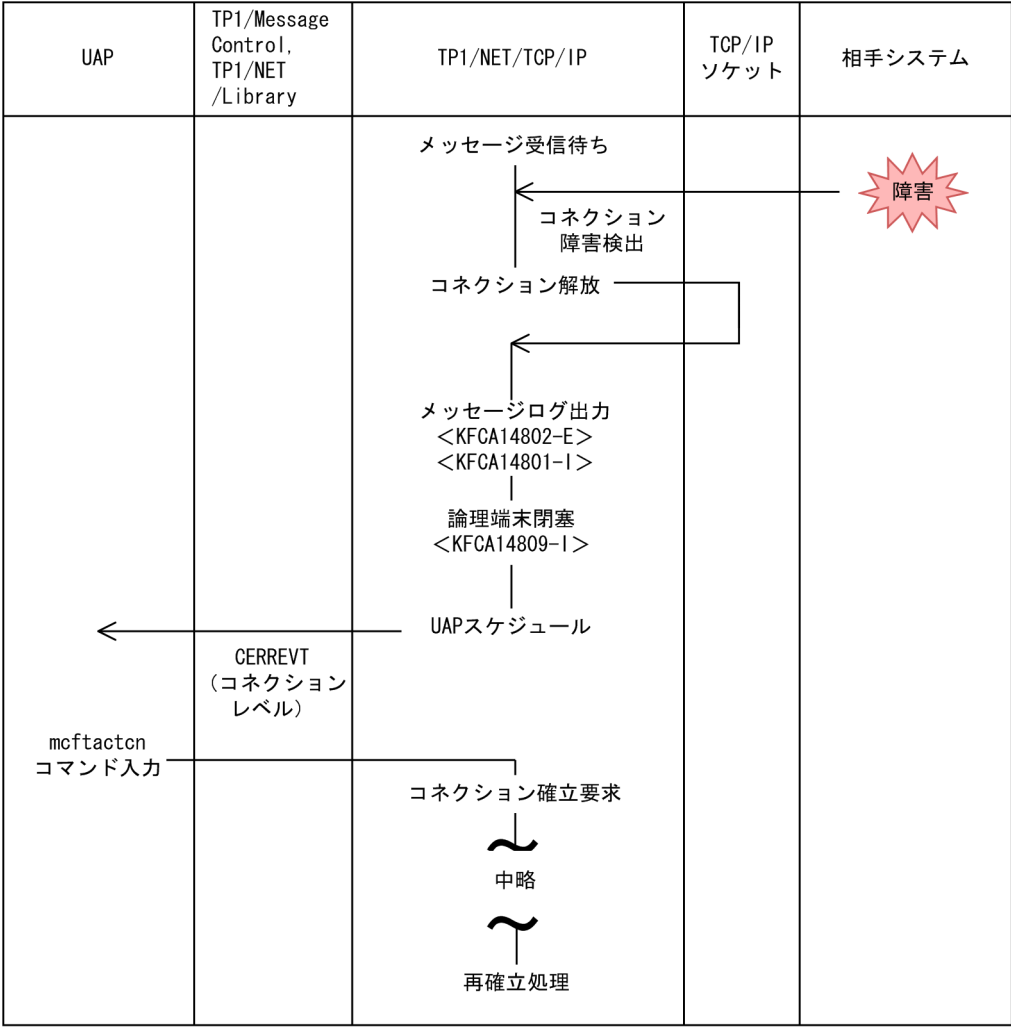 UAP
TP1/Message
Control,
TP1/NET
/Library
TP1/NET/TCP/IP
TCP/IP
ソケット
相手システム
メッセージ受信待ち
障害
コネクション
障害検出
コネクション解放
メッセージログ出力
＜KFCA14802-E＞
＜KFCA14801-I＞
論理端末閉塞
＜KFCA14809-I＞
UAPスケジュール
CERREVT
（コネクション
レベル）
mcftactcn
コマンド入力
コネクション確立要求
中略
再確立処理